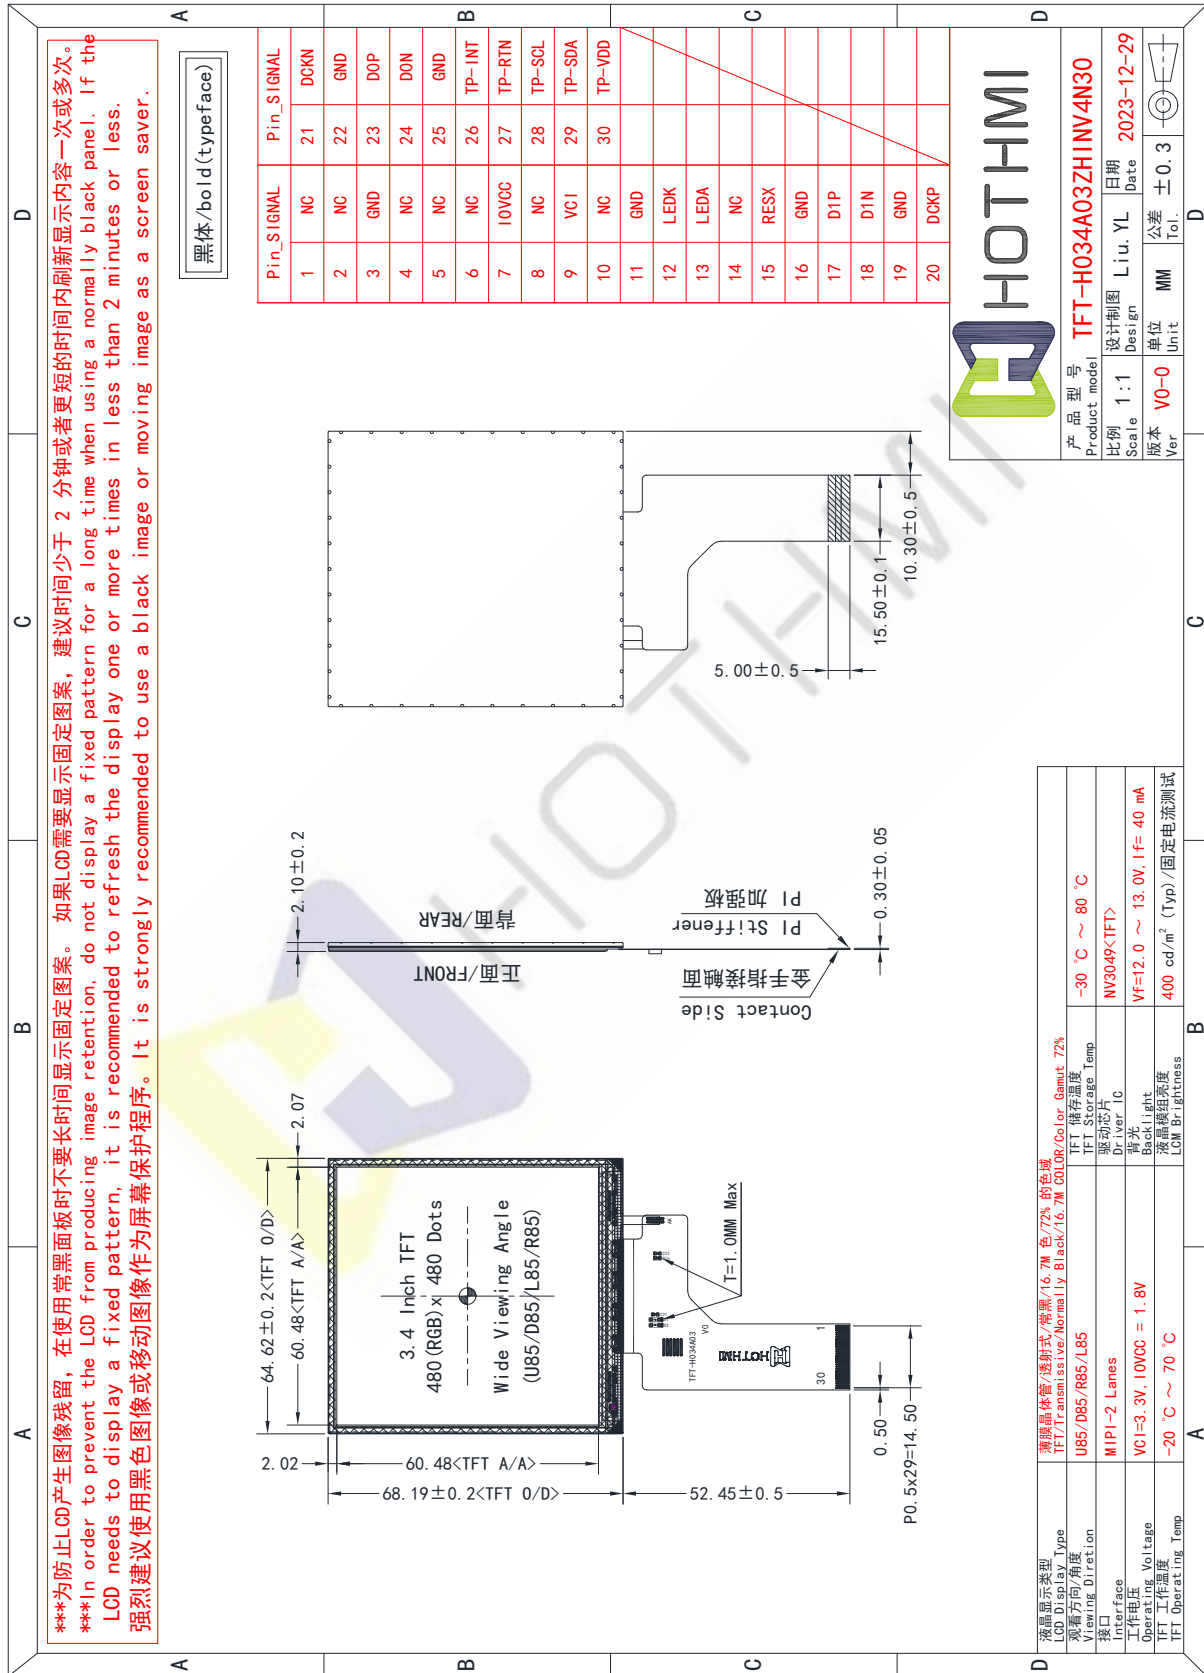 ***为防止LCD产生图像残留，在使用常黑面板时不要长时间显示固定图案。 如果LCD需要显示固定图案，建议时间少于 2 分钟或者更短的时间内刷新显示内容一次或多次。
***In order to prevent the LCD from producing image retention, do not display a fixed pattern for a long time when using a normally black panel. If the
LCD needs to display a fixed pattern, it is recommended to refresh the display one or more times in less than 2 minutes or less.
强烈建议使用黑色图像或移动图像作为屏幕保护程序。It is strongly recommended to use a black image or moving image as a screen saver.
黑体/bold(typeface)
A
B
C
D
A
B
C
D
A
B
C
D
A
B
C
D
Pin_SIGNAL Pin_SIGNAL
1 NC 21 DCKN
2 NC 22 GND
3 GND 23 D0P
4 NC 24 D0N
5 NC 25 GND
6 NC 26 TP-INT
7 IOVCC 27 TP-RTN
8 NC 28 TP-SCL
9 VCI 29 TP-SDA
10 NC 30 TP-VDD
11 GND
12 LEDK
13 LEDA
14 NC
15 RESX
16 GND
17 D1P
18 D1N
19 GND
20 DCKP
64.62±0.2<TFT O/D>
60.48<TFT A/A>
2.07
2.02
60.48<TFT A/A>
68.19±0.2<TFT O/D>
52.45±0.5
3.4 Inch TFT
480(RGB)x 480 Dots
Wide Viewing Angle
(U85/D85/L85/R85)
T=1.0MM Max
TFT-H034A03
V0
HOTHMI
30
1
0.50
P0.5x29=14.50
2.10±0.2
正面/FRONT
背面/REAR
Contact Side
金手指接触面
PI Stiffener
PI 加强板
0.30±0.05
5.00±0.5
15.50±0.1
10.30±0.5
HOTHMI
液晶显示类型
LCD Display Type
薄膜晶体管/透射式/常黑/16.7M 色/72% 的色域
TFT/Transmissive/Normally Black/16.7M COLOR/Color Gamut 72%
观看方向/角度
Viewing Diretion
U85/D85/R85/L85
TFT 储存温度
TFT Storage Temp
-30 °C ～ 80 °C
接口
Interface
MIPI-2 Lanes
驱动芯片
Driver IC
NV3049<TFT>
工作电压
Operating Voltage
VCI=3.3V,IOVCC = 1.8V
背光
Backlight
Vf=12.0 ～ 13.0V,If= 40 mA
TFT 工作温度
TFT Operating Temp
-20 °C ～ 70 °C
液晶模组亮度
LCM Brightness
400 cd/m² (Typ)/固定电流测试
HOTHMI
产 品 型 号
Product model
TFT-H034A03ZHINV4N30
比例
Scale
1:1
设计制图
Design
Liu.YL
日期
Date
2023-12-29
版本
Ver
V0-0
单位
Unit
MM
公差
Tol.
±0.3